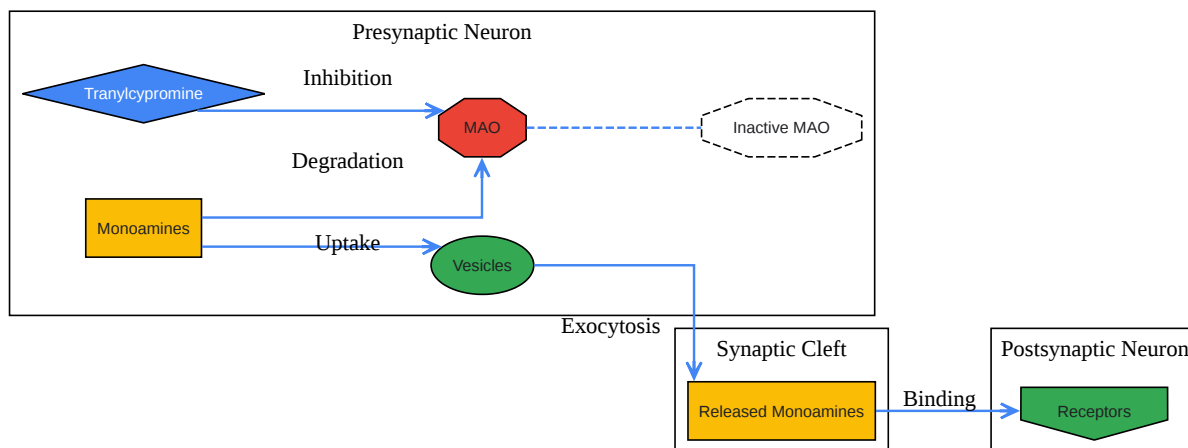 Presynaptic Neuron
Inhibition
Tranylcypromine
MAO
Inactive MAO
Degradation
Monoamines
Uptake
Vesicles
Exocytosis
Synaptic Cleft
Postsynaptic Neuron
Released Monoamines
Binding
Receptors